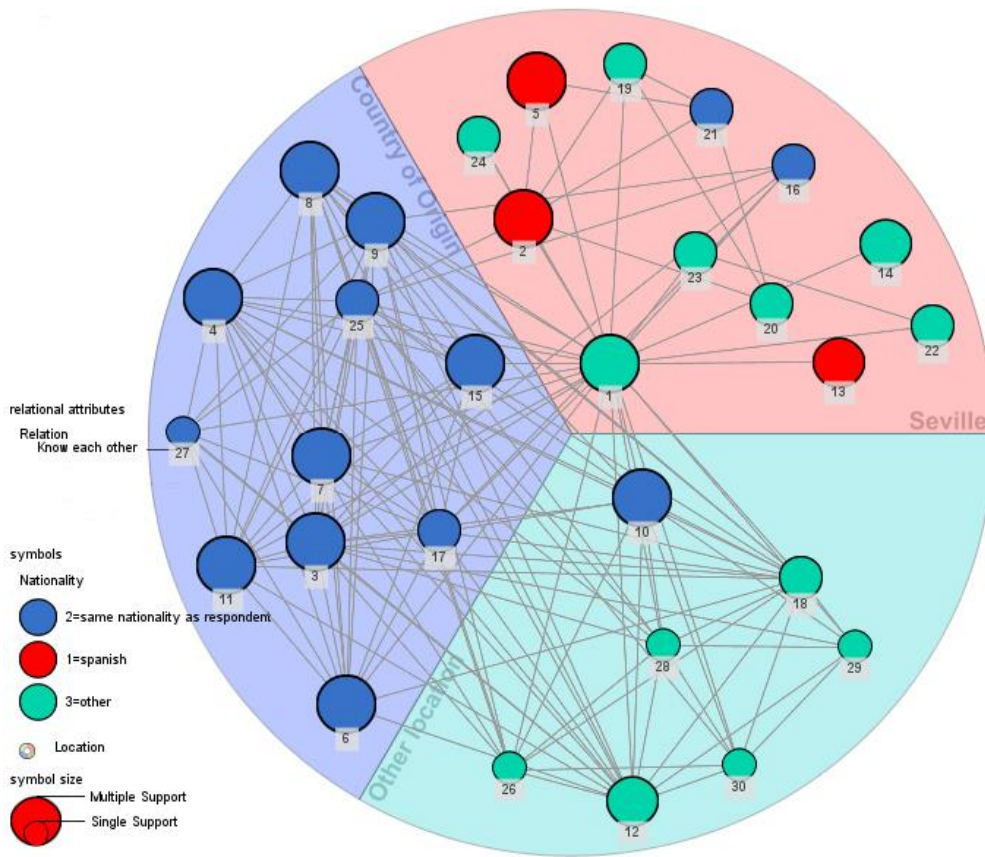 Country of Origin
Seville
Other location
5
19
21
24
16
8
2
9
23
14
4
25
20
22
15
1
13
27
7
10
17
3
11
18
28
29
6
26
30
12
relational attributes
Relation
Know each other
symbols
Nationality
2=same nationality as respondent
1=spanish
3=other
Location
symbol size
Multiple Support
Single Support